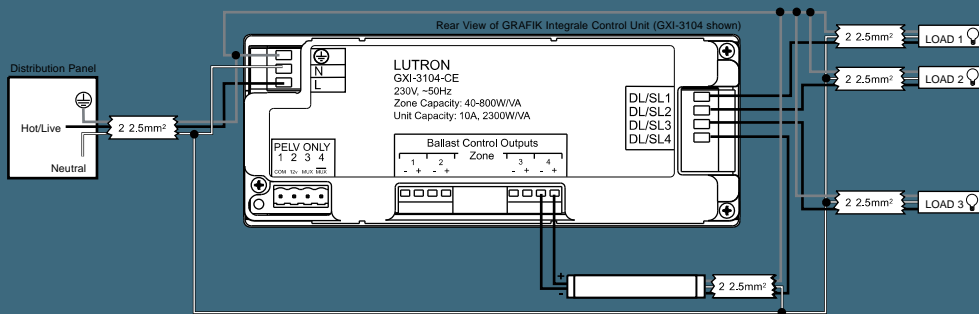 Rear View of GRAFIK Integrale Control Unit (GXI-3104 shown)
Distribution Panel
Hot/Live
Neutral
2 2.5mm²
N
L
LUTRON
GXI-3104-CE
230V, ~50Hz
Zone Capacity: 40-800W/VA
Unit Capacity: 10A, 2300W/VA
PELV ONLY
1 2 3 4
COM 12v MUX MUX
Ballast Control Outputs
Zone
1 2 3 4
- + - + - + - +
DL/SL1
DL/SL2
DL/SL3
DL/SL4
2 2.5mm²
LOAD 1
2 2.5mm²
LOAD 2
2 2.5mm²
LOAD 3
+
-
2 2.5mm²